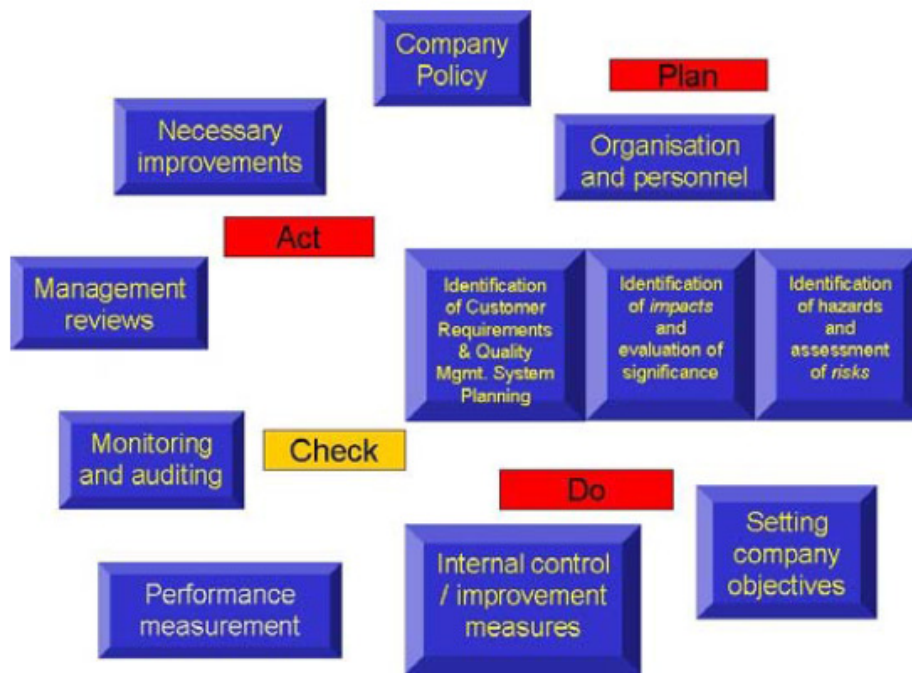 Company
Policy
Plan
Necessary
improvements
Organisation
and personnel
Act
Management
reviews
Identification
of Customer
Requirements
& Quality
Mgmt. System
Planning
Identification
of impacts
and
evaluation of
significance
Identification
of hazards
and
assessment
of risks
Monitoring
and auditing
Check
Do
Setting
company
objectives
Internal control
/ improvement
measures
Performance
measurement